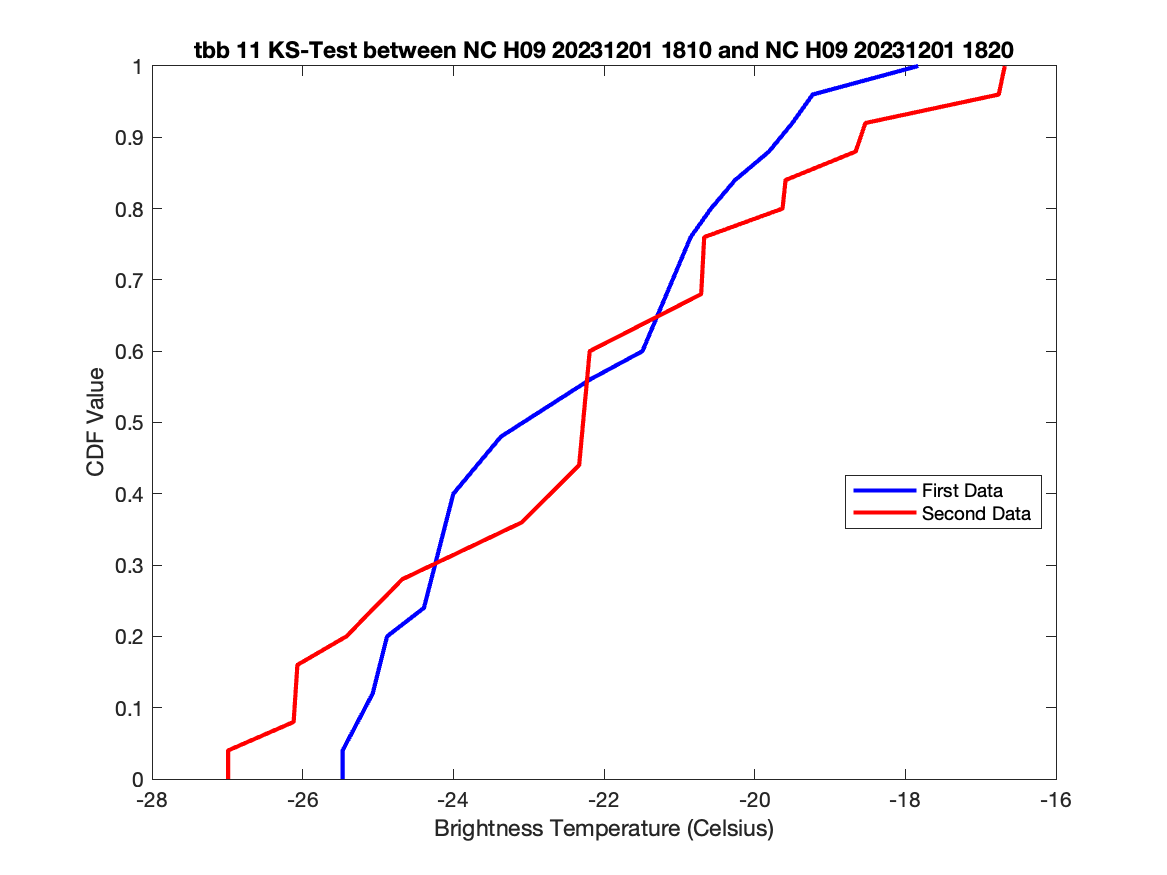 tbb 11 KS-Test between NC H09 20231201 1810 and NC H09 20231201 1820
1
0.9
0.8
0.7
0.6
0.5
0.4
0.3
0.2
0.1
0
CDF Value
First Data
Second Data
-28 -26 -24 -22 -20 -18 -16
Brightness Temperature (Celsius)